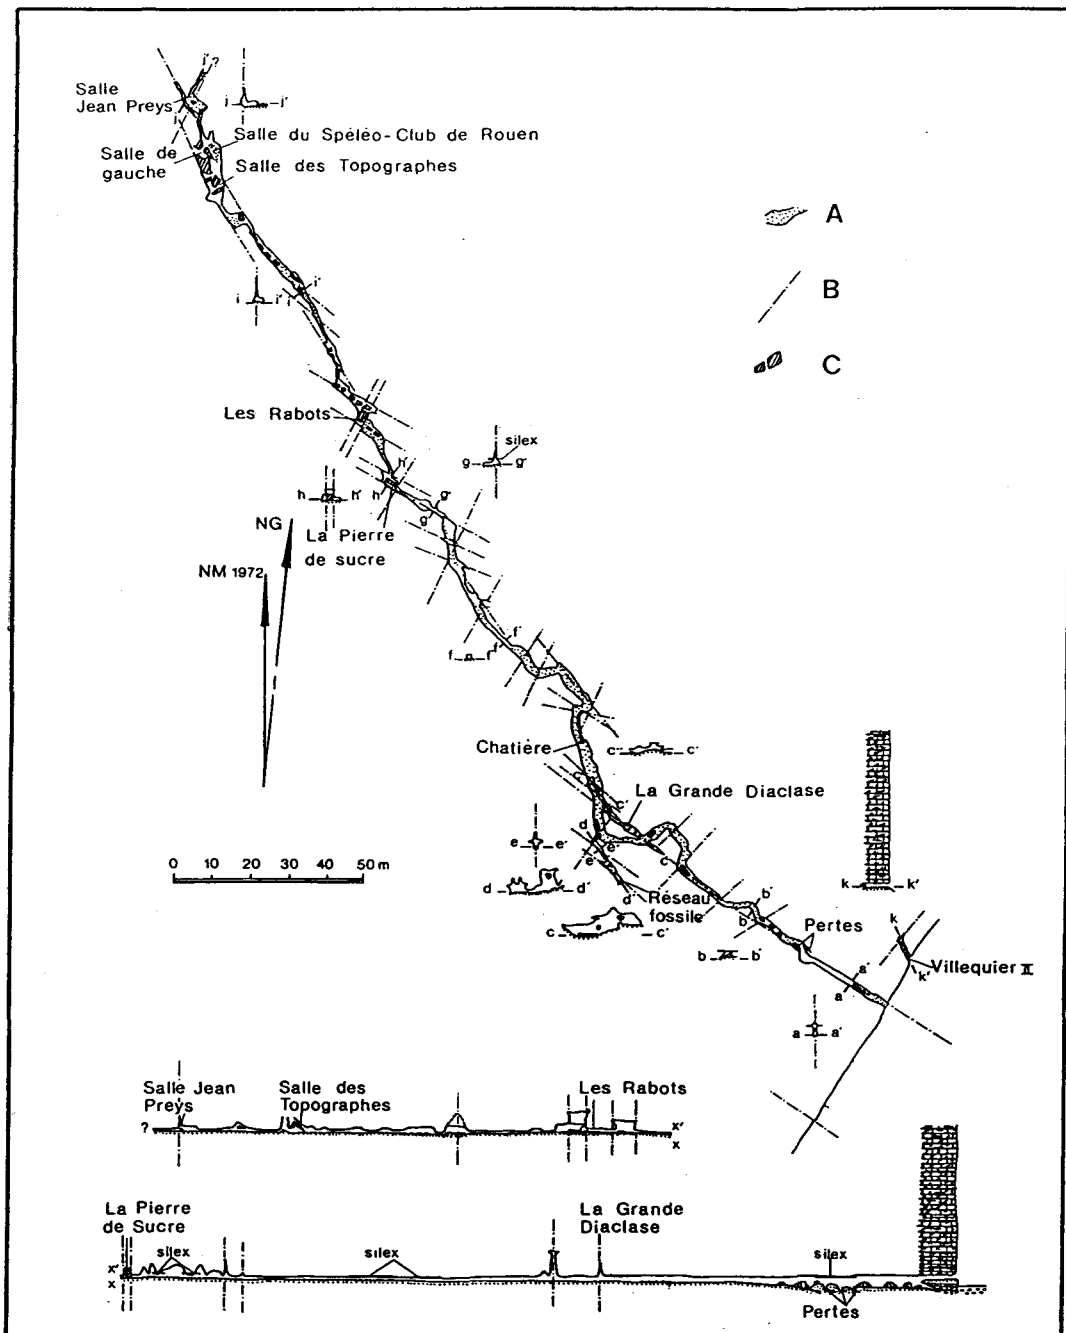 i' ?
Salle
Jean Preys
i i'
Salle du Spéléo-Club de Rouen
Salle de
gauche
Salle des Topographes
A
B
C
i'
i i' i
Les Rabots
silex
g g'
h'
h h' h
g'
g
NG
La Pierre
de sucre
NM 1972
f'
f f' f
Chatière
c'' c'
c'
La Grande Diaclase
d
e e' e
e'
c
k k'
0 10 20 30 40 50 m
d d' d'
Réseau
fossile
b'
b
Pertes
k
c c'
b b'
a'
k'
Villequier II
a
a a'
Salle Jean
Preys
Salle des
Topographes
Les Rabots
?
x'
x
La Pierre
de Sucre
La Grande
Diaclase
silex
silex
silex
x'
x
Pertes